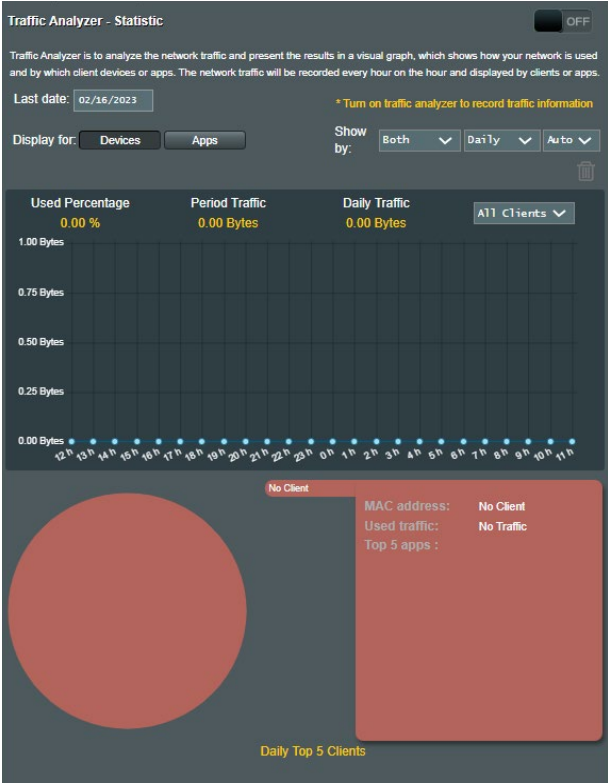 Traffic Analyzer - Statistic
OFF
Traffic Analyzer is to analyze the network traffic and present the results in a visual graph, which shows how your network is used
and by which client devices or apps. The network traffic will be recorded every hour on the hour and displayed by clients or apps.
Last date: 02/16/2023
* Turn on traffic analyzer to record traffic information
Display for: Devices Apps
Show by: Both Daily Auto
Used Percentage Period Traffic Daily Traffic
All Clients
0.00 % 0.00 Bytes 0.00 Bytes
1.00 Bytes
0.75 Bytes
0.50 Bytes
0.25 Bytes
0.00 Bytes
12 h 13 h 14 h 15 h 16 h 17 h 18 h 19 h 20 h 21 h 22 h 23 h 0 h 1 h 2 h 3 h 4 h 5 h 6 h 7 h 8 h 9 h 10 h 11 h
No Client
MAC address: No Client
Used traffic: No Traffic
Top 5 apps :
Daily Top 5 Clients